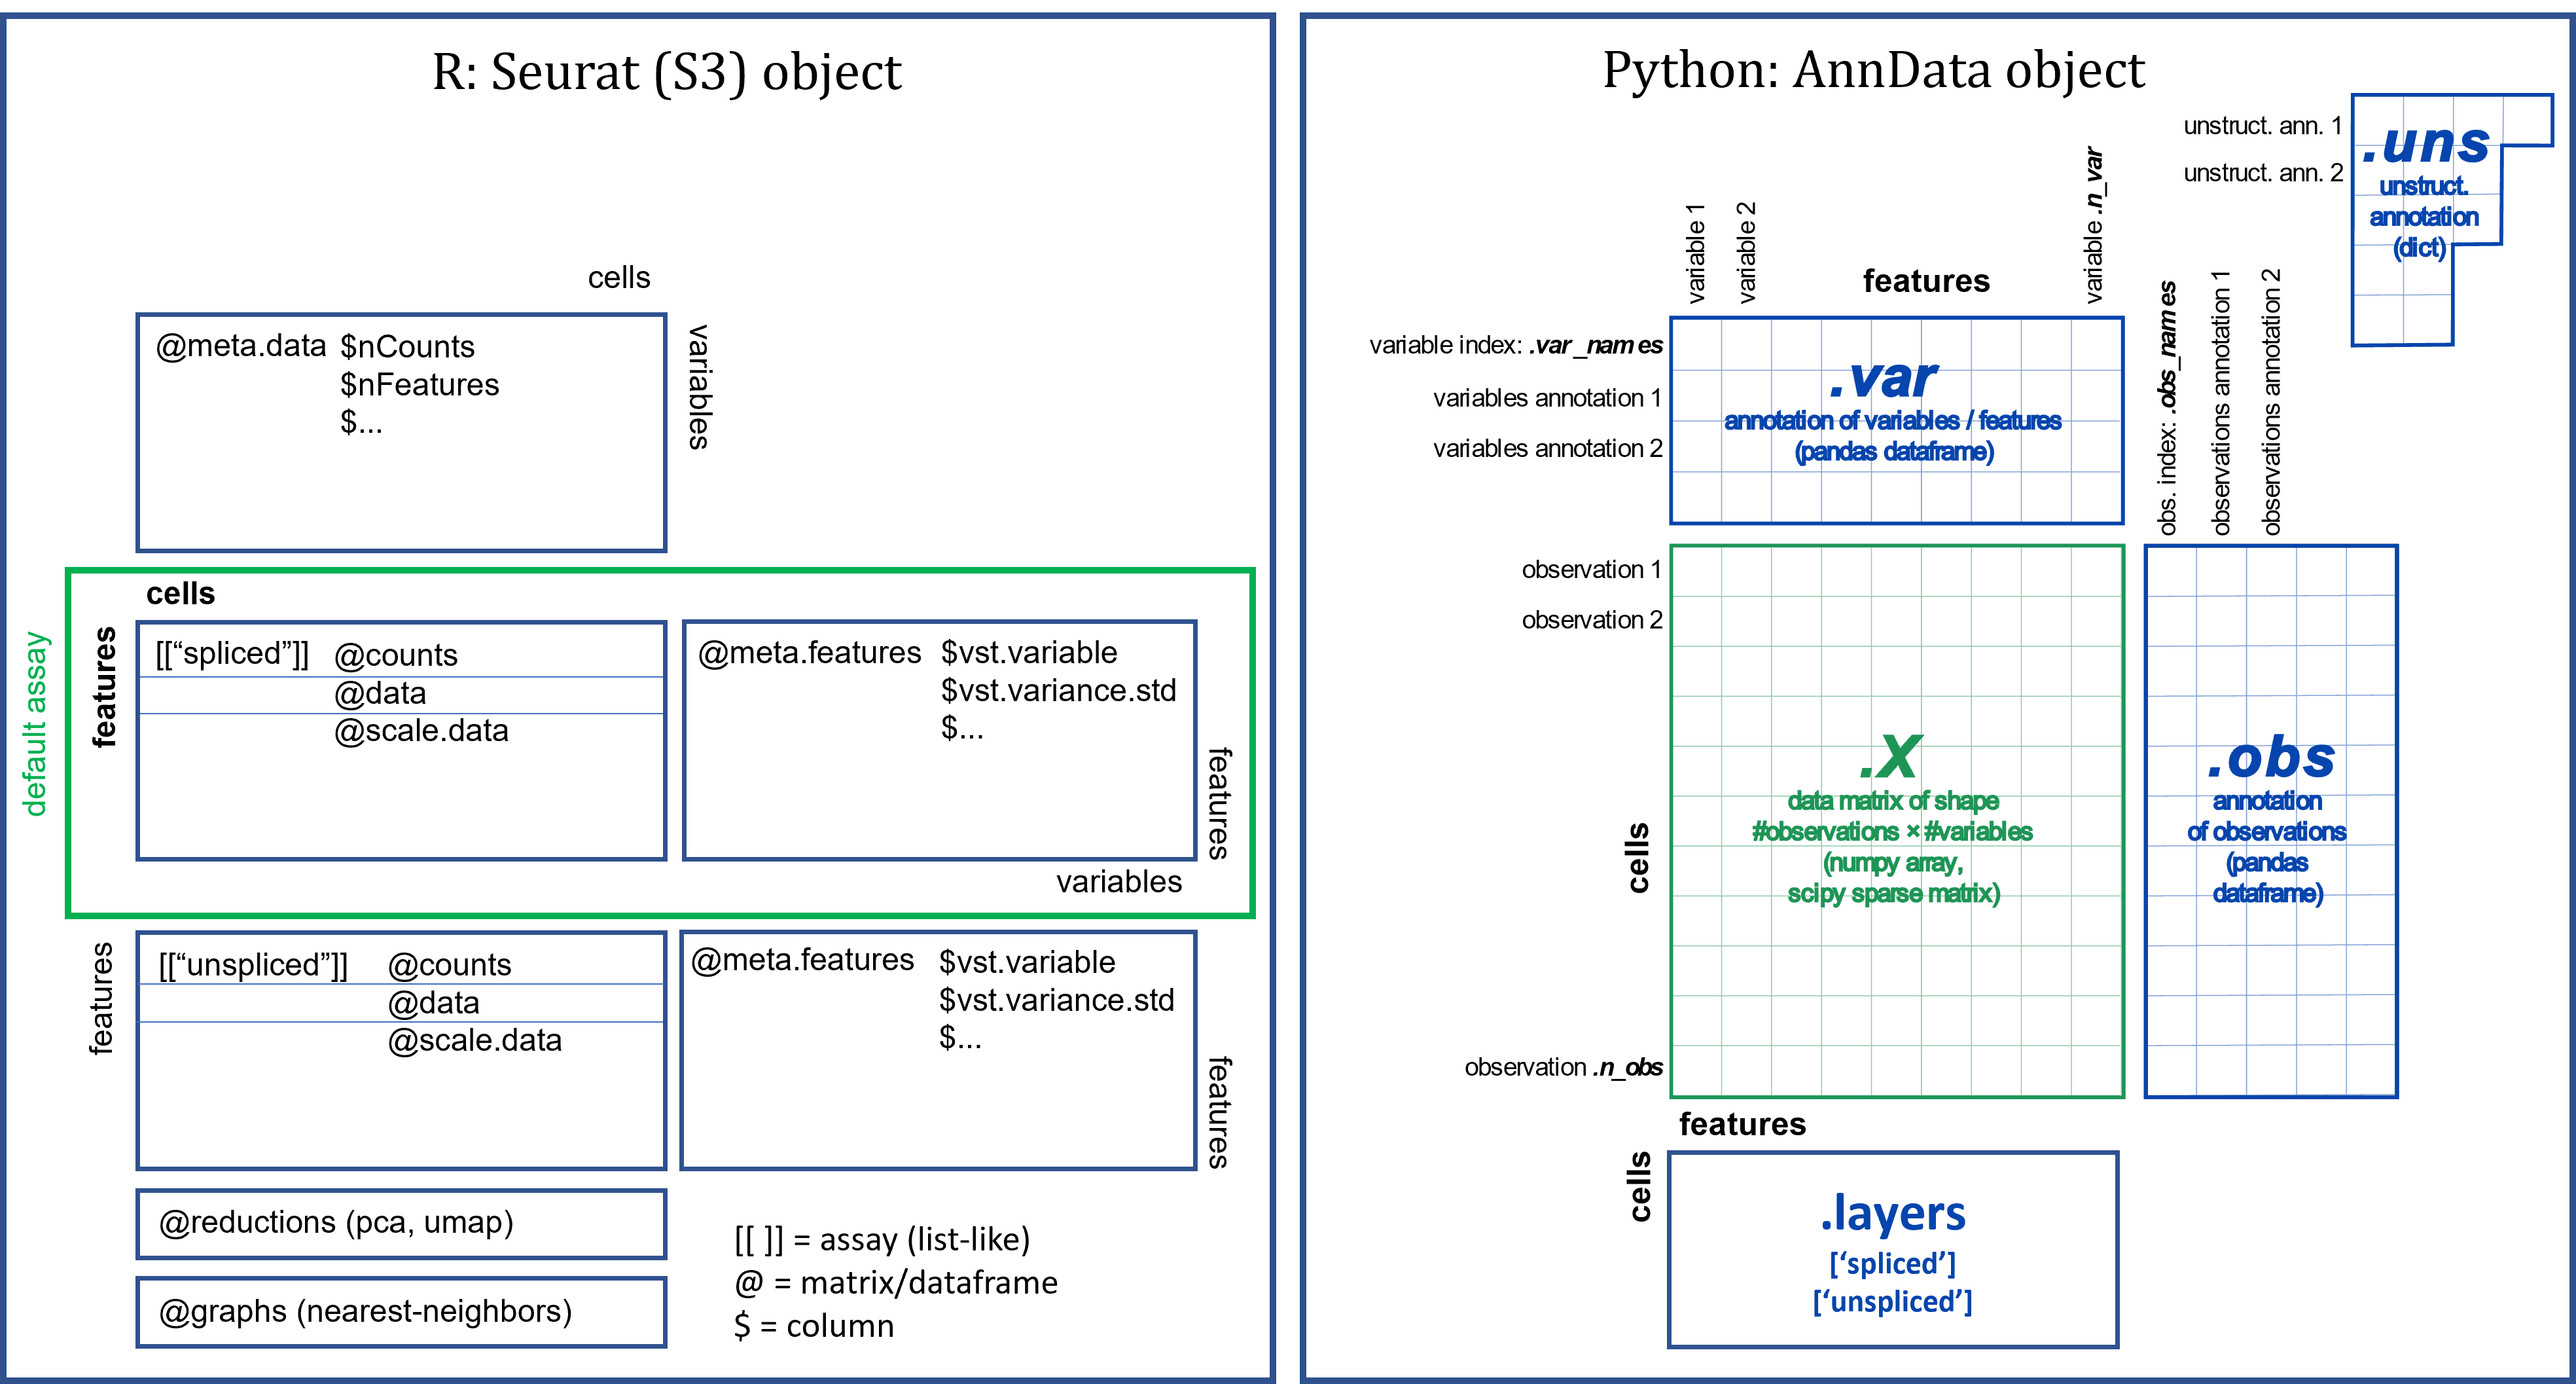 R: Seurat (S3) object
cells
@meta.data $nCounts
$nFeatures
$...
variables
default assay
cells
features
[[“spliced”]] @counts
@data
@scale.data
@meta.features $vst.variable
$vst.variance.std
$...
features
variables
features
[[“unspliced”]] @counts
@data
@scale.data
@meta.features $vst.variable
$vst.variance.std
$...
features
@reductions (pca, umap)
@graphs (nearest-neighbors)
[[ ]] = assay (list-like)
@ = matrix/dataframe
$ = column
Python: AnnData object
unstruct. ann. 1
unstruct. ann. 2
.uns
unstruct.
annotation
(dict)
variable 1
variable 2
variable .n_var
features
variable index: .var_names
variables annotation 1
variables annotation 2
.var
annotation of variables / features
(pandas dataframe)
obs. index: .obs_names
observations annotation 1
observations annotation 2
observation 1
observation 2
observation .n_obs
cells
.X
data matrix of shape
#observations × #variables
(numpy array,
scipy sparse matrix)
.obs
annotation
of observations
(pandas
dataframe)
features
cells
.layers
[‘spliced’]
[‘unspliced’]